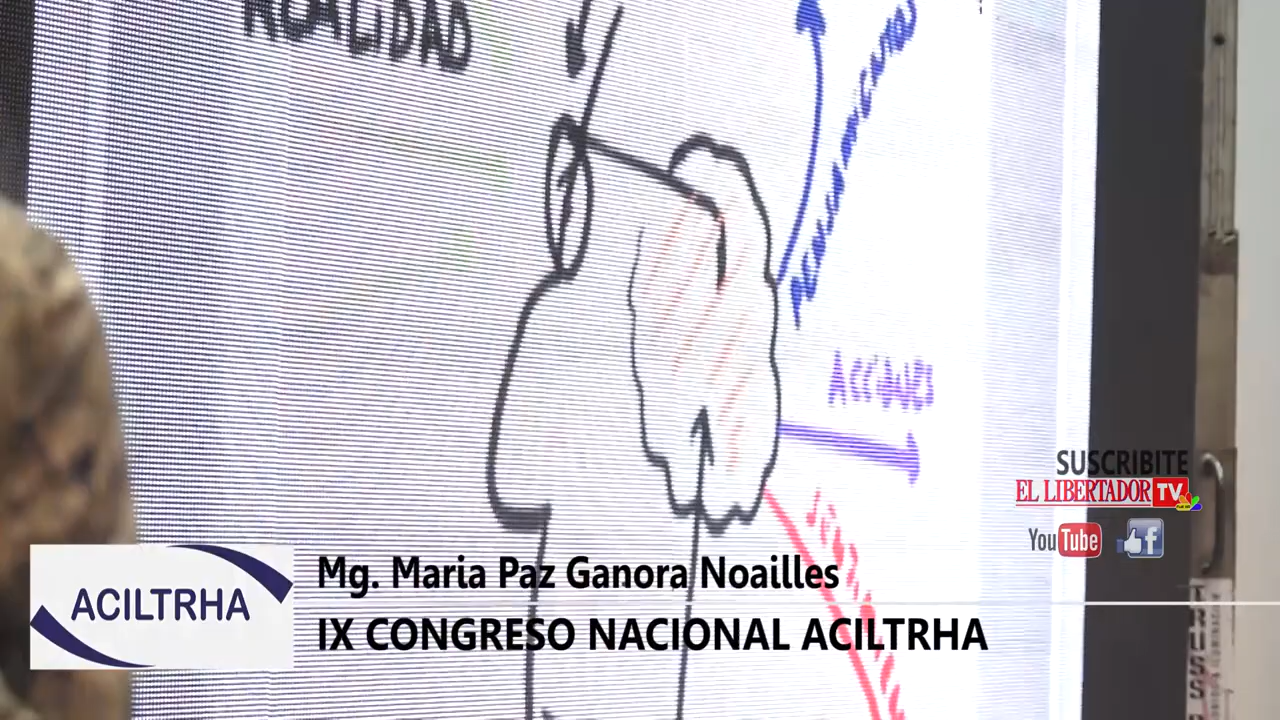 REALIDAD
ACCIONES
SUSCRIBITE
EL LIBERTADOR TV
YouTube
f
Mg. Maria Paz Ganora Noailles
ACILTRHA
IX CONGRESO NACIONAL ACILTRHA